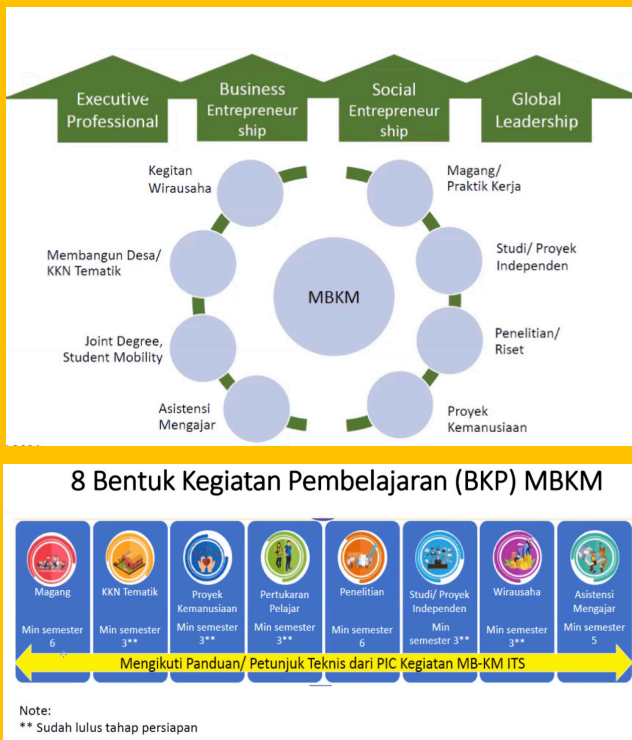 Executive
Professional
Business
Entrepreneur
ship
Social
Entrepreneur
ship
Global
Leadership
Kegitan
Wirausaha
Magang/
Praktik Kerja
Membangun Desa/
KKN Tematik
Studi/ Proyek
Independen
MBKM
Joint Degree,
Student Mobility
Penelitian/
Riset
Asistensi
Mengajar
Proyek
Kemanusiaan
8 Bentuk Kegiatan Pembelajaran (BKP) MBKM
Magang
Min semester
6
KKN Tematik
Min semester
3**
Proyek
Kemanusiaan
Min semester
3**
Pertukaran
Pelajar
Min semester
3**
Penelitian
Min semester
6
Studi/ Proyek
Independen
Min
semester 3**
Wirausaha
Min semester
3**
Asistensi
Mengajar
Min semester
5
Mengikuti Panduan/ Petunjuk Teknis dari PIC Kegiatan MB-KM ITS
Note:
** Sudah lulus tahap persiapan